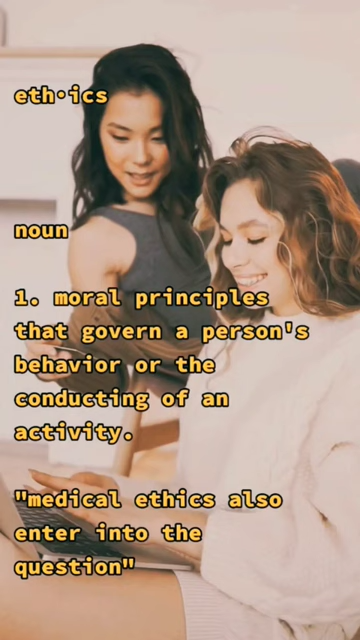 eth•ics
noun
1. moral principles
that govern a person's
behavior or the
conducting of an
activity.
"medical ethics also
enter into the
question"